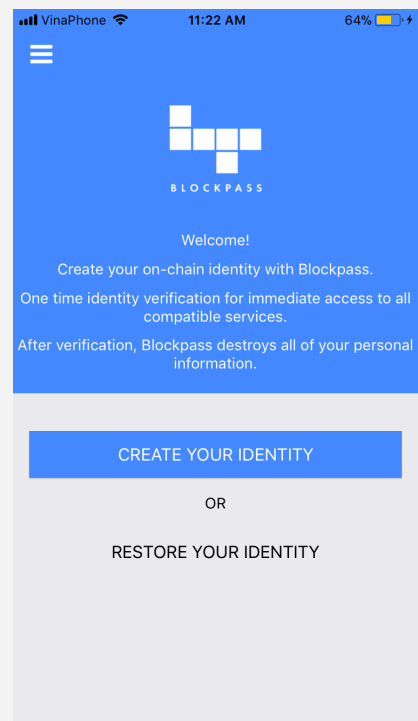 VinaPhone 11:22 AM 64%
BLOCKPASS
Welcome!
Create your on-chain identity with Blockpass.
One time identity verification for immediate access to all
compatible services.
After verification, Blockpass destroys all of your personal
information.
CREATE YOUR IDENTITY
OR
RESTORE YOUR IDENTITY